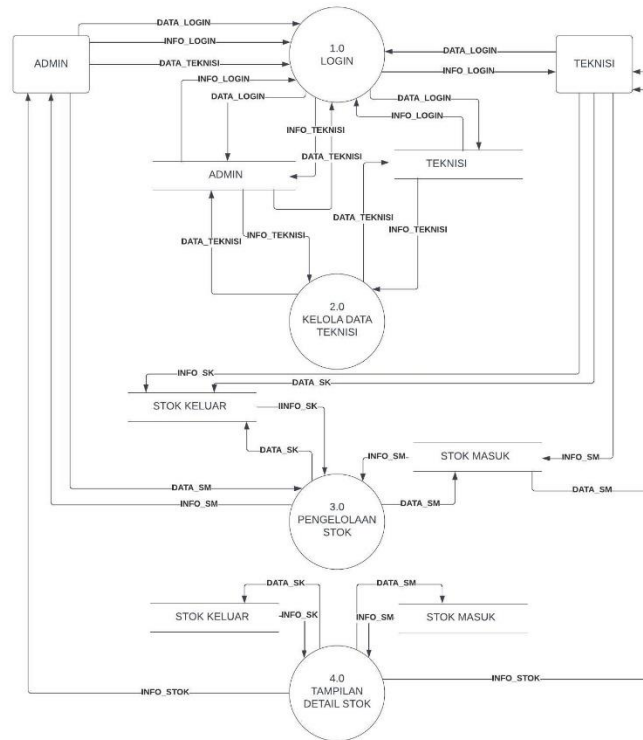 DATA_LOGIN
INFO_LOGIN
DATA_TEKNISI
ADMIN
1.0
LOGIN
DATA_LOGIN
INFO_LOGIN
TEKNISI
INFO_LOGIN
DATA_LOGIN
DATA_LOGIN
INFO_LOGIN
INFO_TEKNISI
DATA_TEKNISI
ADMIN
TEKNISI
DATA_TEKNISI
INFO_TEKNISI
DATA_TEKNISI
INFO_TEKNISI
2.0
KELOLA DATA
TEKNISI
INFO_SK
DATA_SK
STOK KELUAR
IINFO_SK
DATA_SK
INFO_SM
STOK MASUK
INFO_SM
DATA_SM
INFO_SM
3.0
PENGELOLAAN
STOK
DATA_SM
DATA_SM
DATA_SK
DATA_SM
STOK KELUAR
INFO_SK
INFO_SM
STOK MASUK
4.0
TAMPILAN
DETAIL STOK
INFO_STOK
INFO_STOK